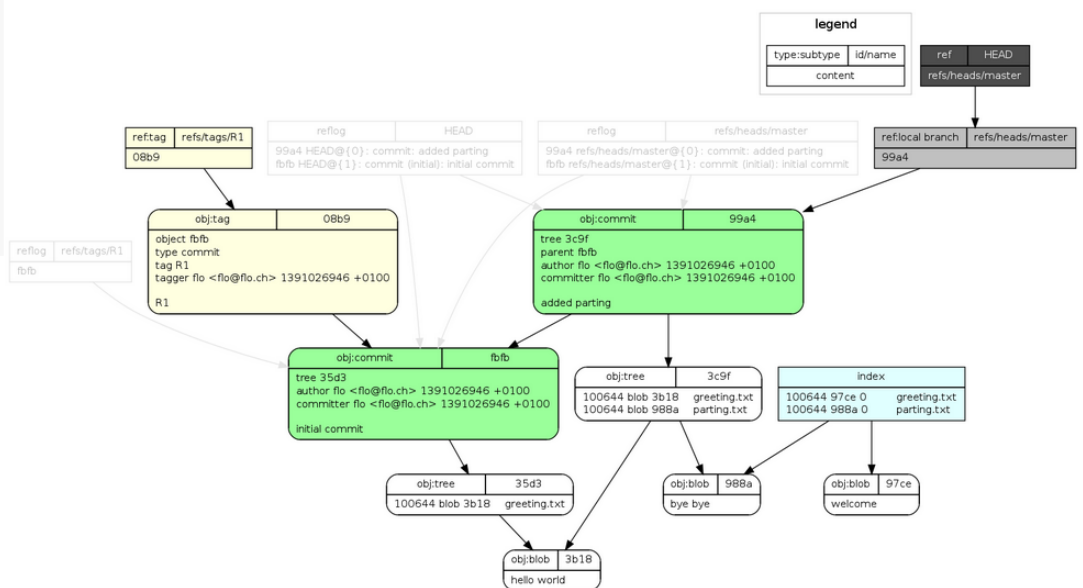 legend
type:subtype id/name
content
ref HEAD
refs/heads/master
ref:tag refs/tags/R1
08b9
reflog HEAD
99a4 HEAD@{0}: commit: added parting
fbfb HEAD@{1}: commit (initial): initial commit
reflog refs/heads/master
99a4 refs/heads/master@{0}: commit: added parting
fbfb refs/heads/master@{1}: commit (initial): initial commit
ref:local branch refs/heads/master
99a4
reflog refs/tags/R1
fbfb
obj:tag 08b9
object fbfb
type commit
tag R1
tagger flo <flo@flo.ch> 1391026946 +0100
R1
obj:commit 99a4
tree 3c9f
parent fbfb
author flo <flo@flo.ch> 1391026946 +0100
committer flo <flo@flo.ch> 1391026946 +0100
added parting
obj:commit fbfb
tree 35d3
author flo <flo@flo.ch> 1391026946 +0100
committer flo <flo@flo.ch> 1391026946 +0100
initial commit
obj:tree 3c9f
100644 blob 3b18 greeting.txt
100644 blob 988a parting.txt
index
100644 97ce 0 greeting.txt
100644 988a 0 parting.txt
obj:tree 35d3
100644 blob 3b18 greeting.txt
obj:blob 988a
bye bye
obj:blob 97ce
welcome
obj:blob 3b18
hello world